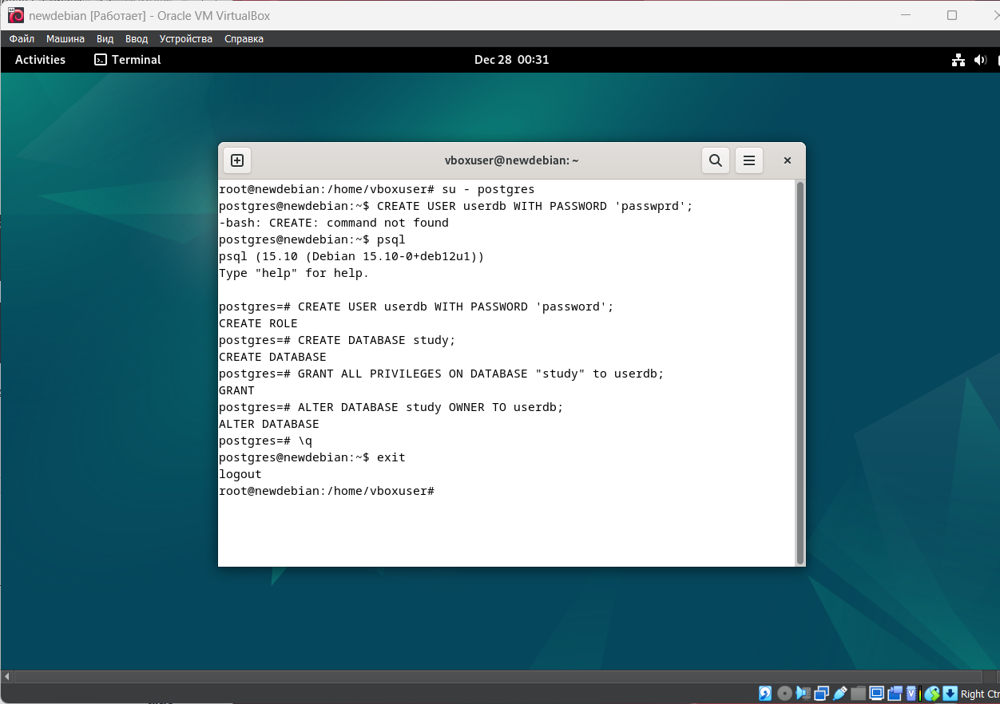 newdebian [Работает] - Oracle VM VirtualBox
Файл Машина Вид Ввод Устройства Справка
Activities Terminal Dec 28 00:31
vboxuser@newdebian: ~
root@newdebian:/home/vboxuser# su - postgres
postgres@newdebian:~$ CREATE USER userdb WITH PASSWORD 'passwprd';
-bash: CREATE: command not found
postgres@newdebian:~$ psql
psql (15.10 (Debian 15.10-0+deb12u1))
Type "help" for help.
postgres=# CREATE USER userdb WITH PASSWORD 'password';
CREATE ROLE
postgres=# CREATE DATABASE study;
CREATE DATABASE
postgres=# GRANT ALL PRIVILEGES ON DATABASE "study" to userdb;
GRANT
postgres=# ALTER DATABASE study OWNER TO userdb;
ALTER DATABASE
postgres=# \q
postgres@newdebian:~$ exit
logout
root@newdebian:/home/vboxuser#
Right Ctr